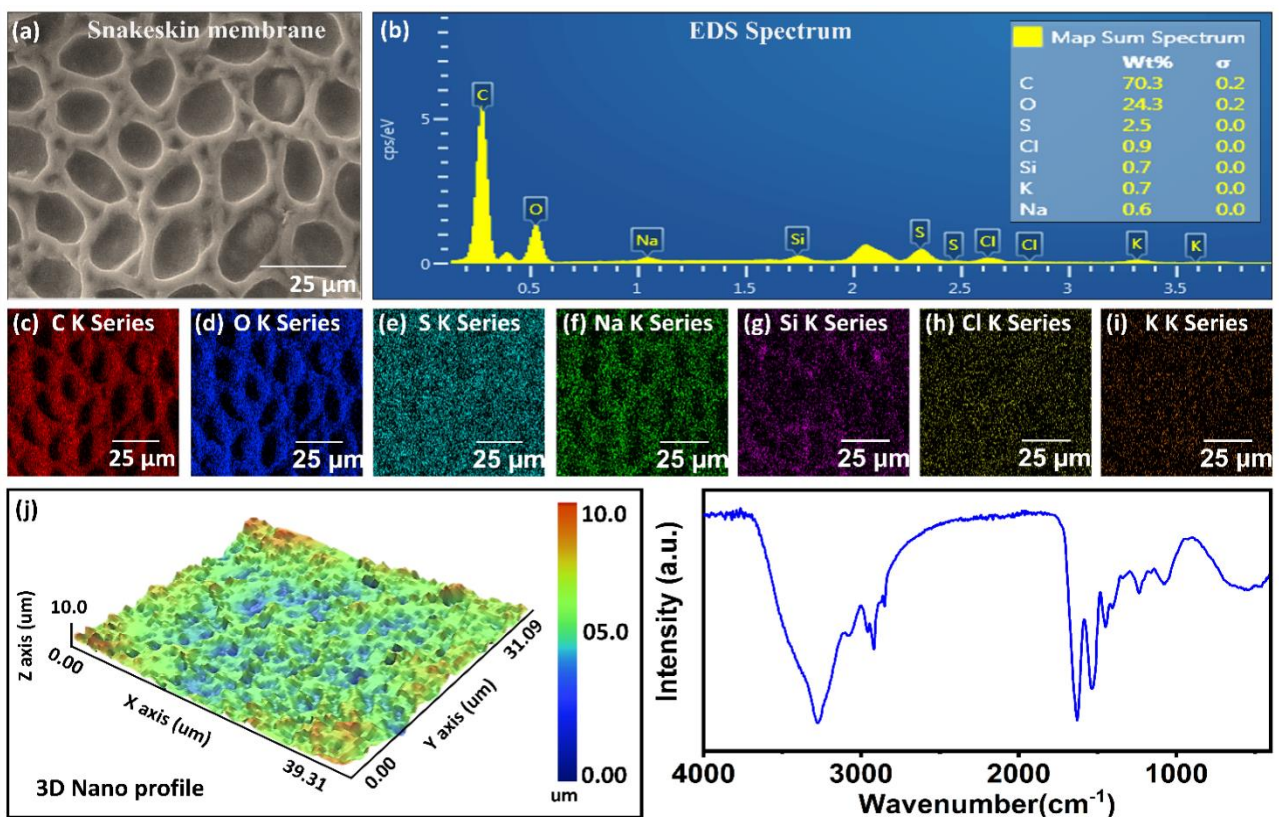 (a) Snakeskin membrane
25 µm
(b) EDS Spectrum
Map Sum Spectrum
Wt% σ
C 70.3 0.2
O 24.3 0.2
S 2.5 0.0
Cl 0.9 0.0
Si 0.7 0.0
K 0.7 0.0
Na 0.6 0.0
cps/eV
5
0
C
O
Na
Si
S
S
Cl
Cl
K
K
0.5 1 1.5 2 2.5 3 3.5 4
(c) C K Series
25 µm
(d) O K Series
25 µm
(e) S K Series
25 µm
(f) Na K Series
25 µm
(g) Si K Series
25 µm
(h) Cl K Series
25 µm
(i) K K Series
25 µm
(j)
Z axis (um)
10.0
0.00
X axis (um)
39.31
0.00
Y axis (um)
31.09
10.0
05.0
0.00
um
3D Nano profile
Intensity (a.u.)
4000 3000 2000 1000
Wavenumber(cm⁻¹)